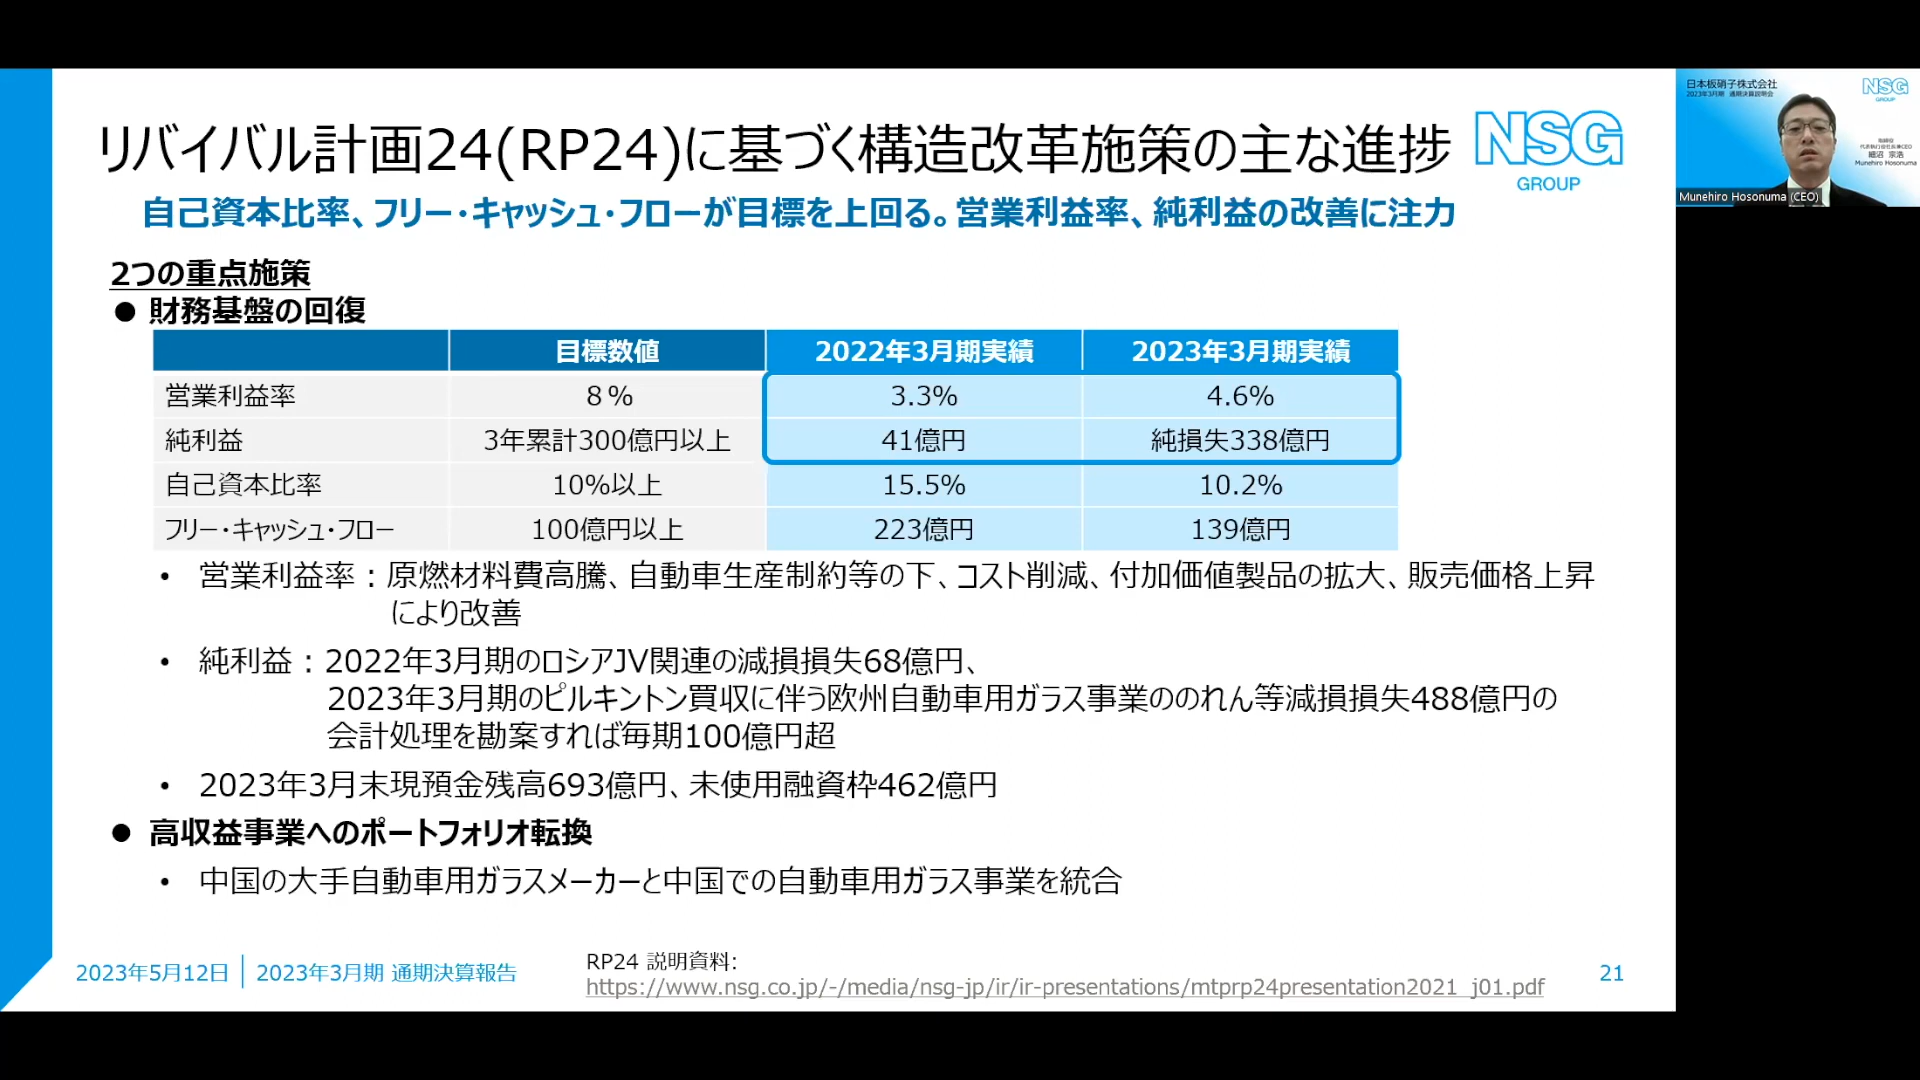 リバイバル計画24(RP24)に基づく構造改革施策の主な進捗
NSG
GROUP
自己資本比率、フリー・キャッシュ・フローが目標を上回る。営業利益率、純利益の改善に注力
2つの重点施策
● 財務基盤の回復
目標数値 2022年3月期実績 2023年3月期実績
営業利益率 8% 3.3% 4.6%
純利益 3年累計300億円以上 41億円 純損失338億円
自己資本比率 10%以上 15.5% 10.2%
フリー・キャッシュ・フロー 100億円以上 223億円 139億円
• 営業利益率：原燃材料費高騰、自動車生産制約等の下、コスト削減、付加価値製品の拡大、販売価格上昇
により改善
• 純利益：2022年3月期のロシアJV関連の減損損失68億円、
2023年3月期のピルキントン買収に伴う欧州自動車用ガラス事業ののれん等減損損失488億円の
会計処理を勘案すれば毎期100億円超
• 2023年3月末現預金残高693億円、未使用融資枠462億円
● 高収益事業へのポートフォリオ転換
• 中国の大手自動車用ガラスメーカーと中国での自動車用ガラス事業を統合
2023年5月12日 | 2023年3月期 通期決算報告
RP24 説明資料:
https://www.nsg.co.jp/-/media/nsg-jp/ir/ir-presentations/mtprp24presentation2021_j01.pdf
21
日本板硝子株式会社
2023年3月期 通期決算説明会
NSG
GROUP
取締役
代表執行役社長兼CEO
細沼 宗浩
Munehiro Hosonuma
Munehiro Hosonuma (CEO)